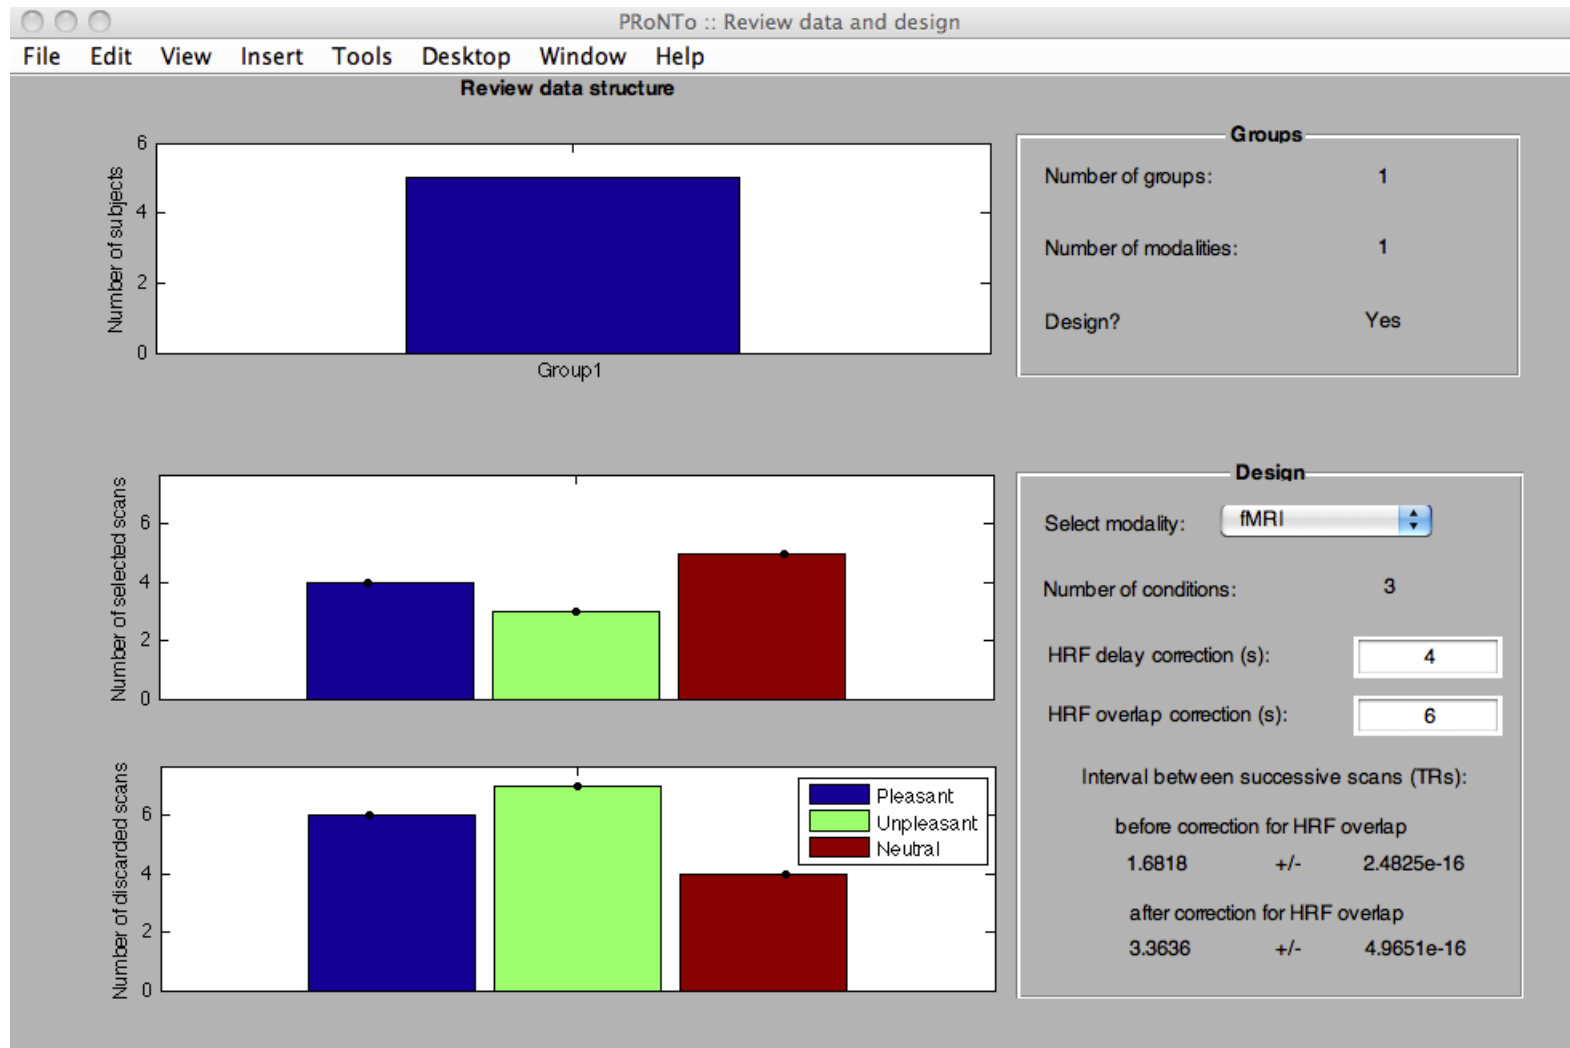 PRoNTo :: Review data and design
File Edit View Insert Tools Desktop Window Help
Review data structure
Number of subjects
6
4
2
0
Group1
Groups
Number of groups: 1
Number of modalities: 1
Design? Yes
Number of selected scans
6
4
2
0
Number of discarded scans
6
4
2
0
Pleasant
Unpleasant
Neutral
Design
Select modality: fMRI
Number of conditions: 3
HRF delay correction (s): 4
HRF overlap correction (s): 6
Interval between successive scans (TRs):
before correction for HRF overlap
1.6818 +/- 2.4825e-16
after correction for HRF overlap
3.3636 +/- 4.9651e-16